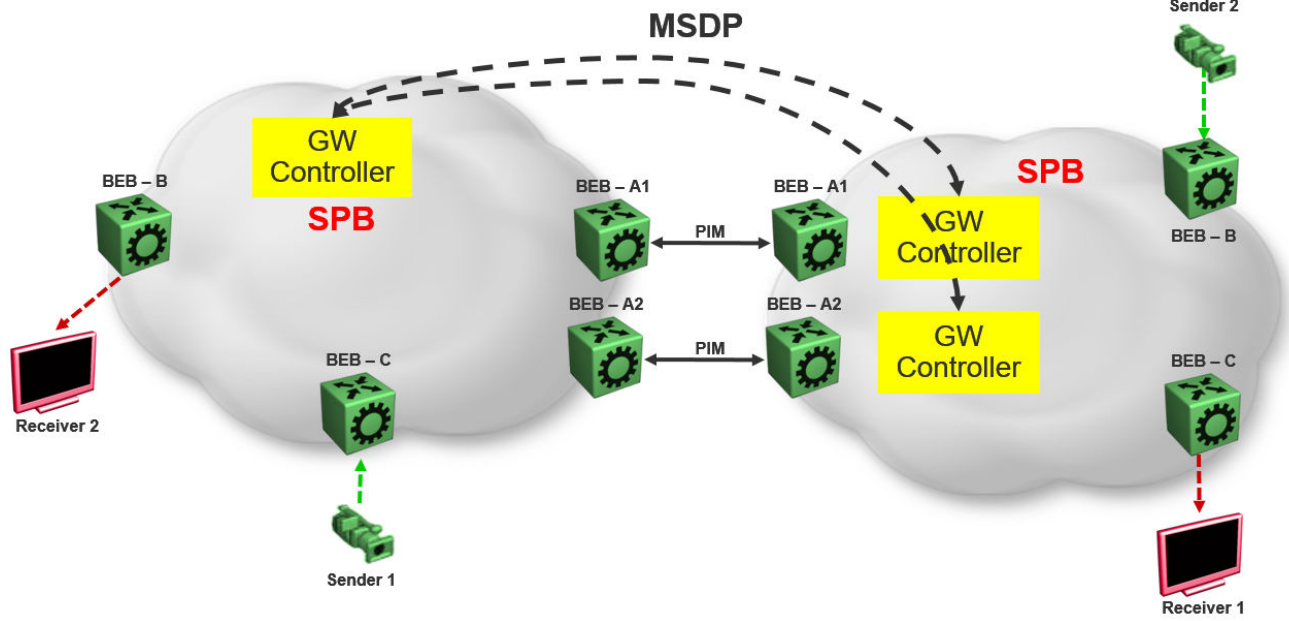 Sender 2
MSDP
GW
Controller
SPB
SPB
BEB – B
BEB – A1
BEB – A1
GW
Controller
BEB – B
PIM
BEB – A2
BEB – A2
GW
Controller
PIM
BEB – C
BEB – C
Receiver 2
Sender 1
Receiver 1